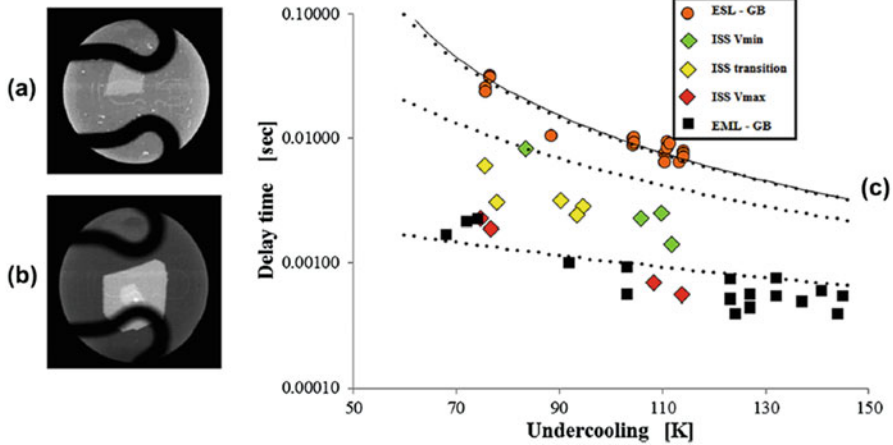 (a)
(b)
(c)
ESL - GB
ISS Vmin
ISS transition
ISS Vmax
EML - GB
Delay time [sec]
0.10000
0.01000
0.00100
0.00010
50 70 90 110 130 150
Undercooling [K]